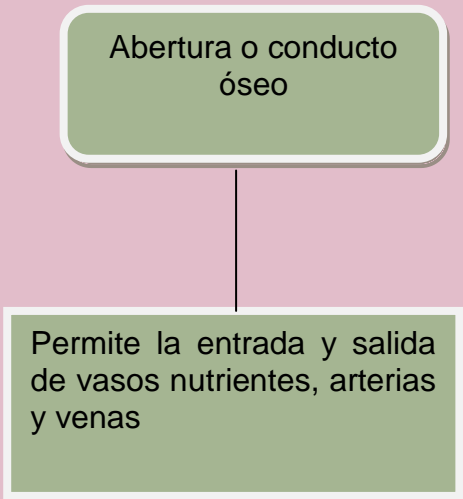 Abertura o conducto
óseo
Permite la entrada y salida
de vasos nutrientes, arterias
y venas